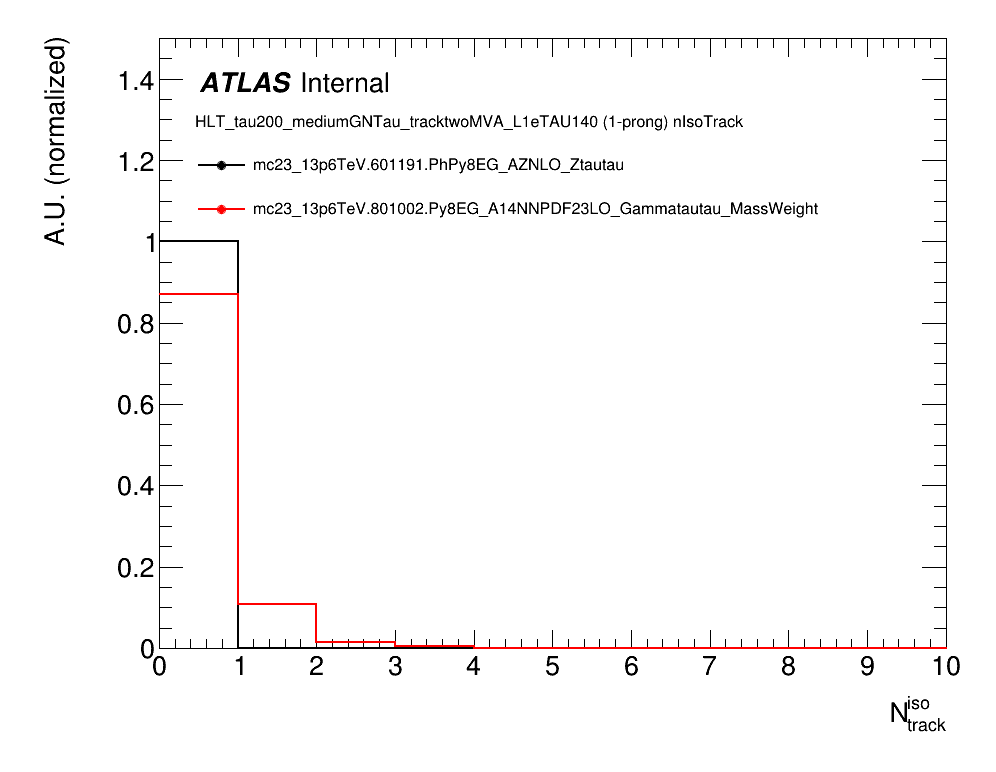 A.U. (normalized)
1.4
1.2
1
0.8
0.6
0.4
0.2
0
ATLAS Internal
HLT_tau200_mediumGNTau_tracktwoMVA_L1eTAU140 (1-prong) nIsoTrack
mc23_13p6TeV.601191.PhPy8EG_AZNLO_Ztautau
mc23_13p6TeV.801002.Py8EG_A14NNPDF23LO_Gammatautau_MassWeight
0 1 2 3 4 5 6 7 8 9 10
N iso track